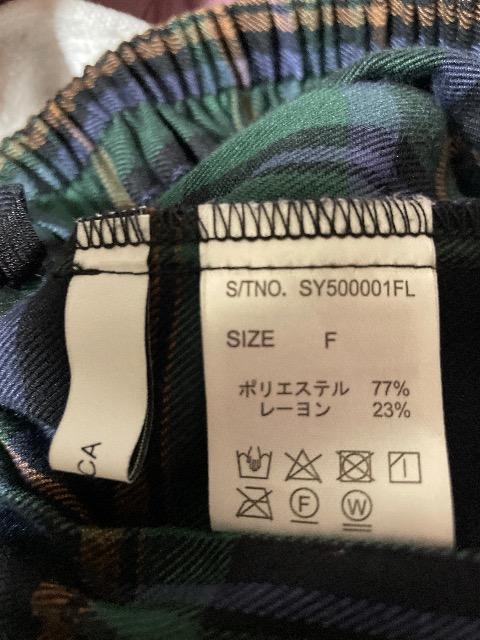 S/TNO. SY500001FL
SIZE F
ポリエステル 77%
レーヨン 23%
F
W
CA